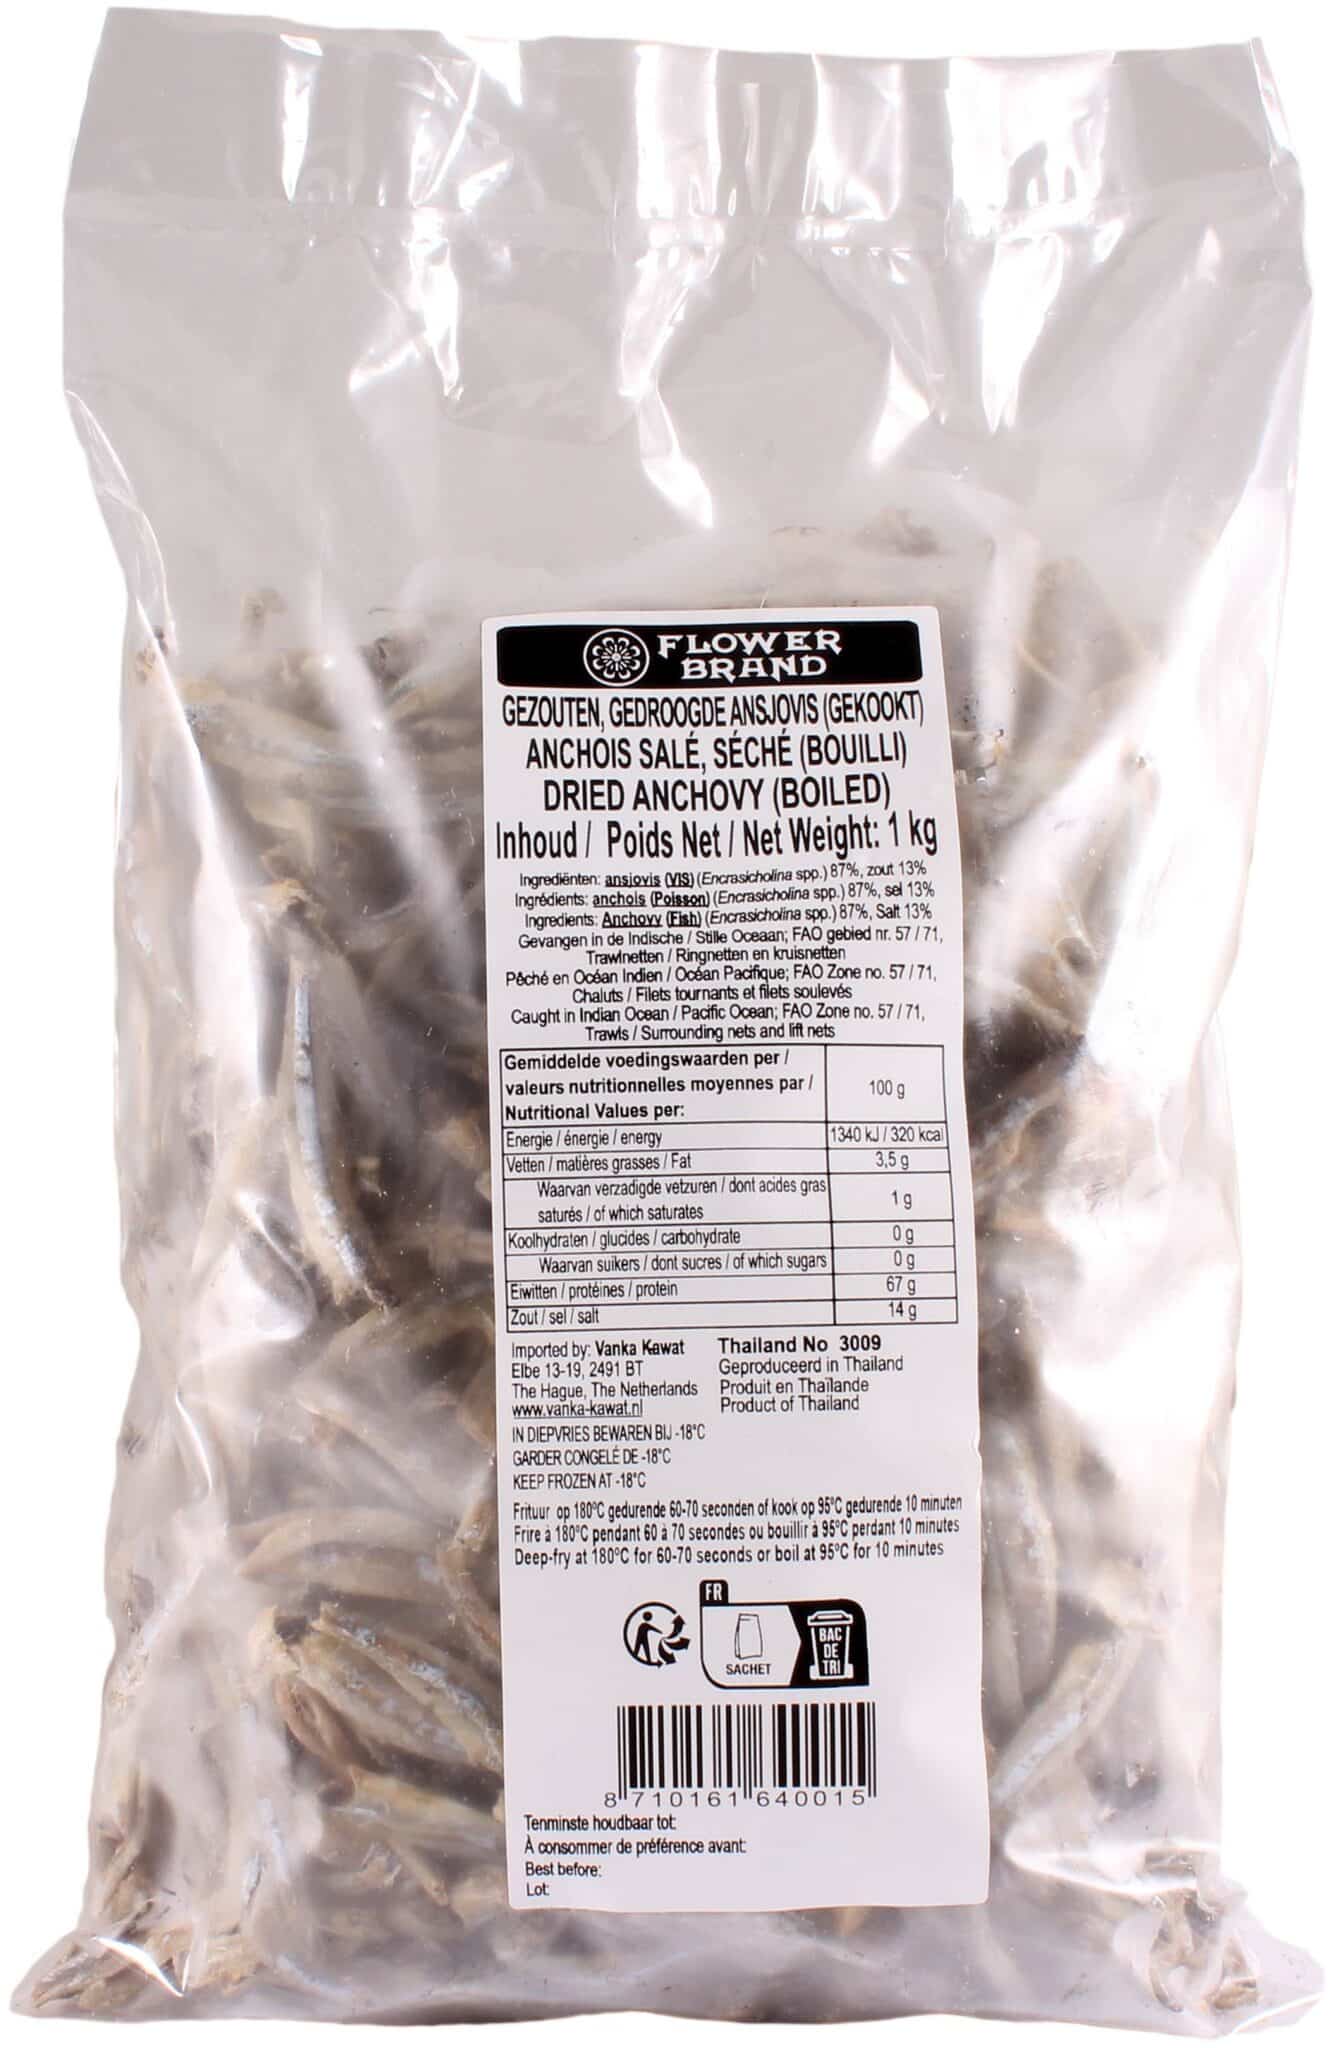 FLOWER
BRAND
GEZOUTEN, GEDROOGDE ANSJOVIS (GEKOOKT)
ANCHOIS SALÉ, SÉCHÉ (BOUILLI)
DRIED ANCHOVY (BOILED)
Inhoud / Poids Net / Net Weight: 1 kg
Ingrediënten: ansjovis (VIS) (Encrasicholina spp.) 87%, zout 13%
Ingrédients: anchois (Poisson) (Encrasicholina spp.) 87%, sel 13%
Ingredients: Anchovy (Fish) (Encrasicholina spp.) 87%, Salt 13%
Gevangen in de Indische / Stille Oceaan; FAO gebied nr. 57 / 71,
Trawlnetten / Ringnetten en kruisnetten
Pêché en Océan Indien / Océan Pacifique; FAO Zone no. 57 / 71,
Chaluts / Filets tournants et filets soulevés
Caught in Indian Ocean / Pacific Ocean; FAO Zone no. 57 / 71,
Trawls / Surrounding nets and lift nets
Gemiddelde voedingswaarden per /
valeurs nutritionnelles moyennes par / 100 g
Nutritional Values per:
Energie / énergie / energy 1340 kJ / 320 kcal
Vetten / matières grasses / Fat 3,5 g
Waarvan verzadigde vetzuren / dont acides gras
saturés / of which saturates 1 g
Koolhydraten / glucides / carbohydrate 0 g
Waarvan suikers / dont sucres / of which sugars 0 g
Eiwitten / protéines / protein 67 g
Zout / sel / salt 14 g
Imported by: Vanka Kawat Thailand No 3009
Elbe 13-19, 2491 BT Geproduceerd in Thailand
The Hague, The Netherlands Produit en Thaïlande
www.vanka-kawat.nl Product of Thailand
IN DIEPVRIES BEWAREN BIJ -18°C
GARDER CONGELÉ DE -18°C
KEEP FROZEN AT -18°C
Frituur op 180°C gedurende 60-70 seconden of kook op 95°C gedurende 10 minuten
Frire à 180°C pendant 60 à 70 secondes ou bouillir à 95°C perdant 10 minutes
Deep-fry at 180°C for 60-70 seconds or boil at 95°C for 10 minutes
FR
BAC
DE
TRI
SACHET
8 710161 640015
Tenminste houdbaar tot:
À consommer de préférence avant:
Best before:
Lot: